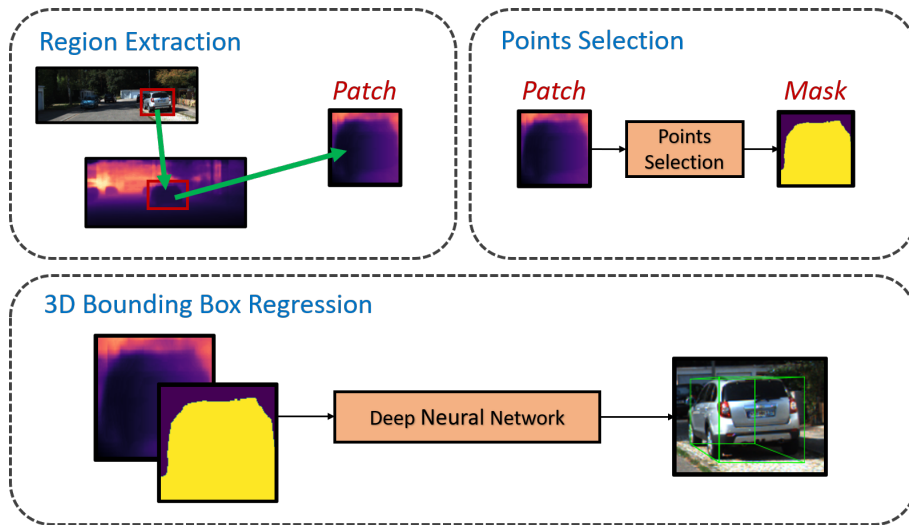 Region Extraction
Patch
Points Selection
Patch
Mask
Points
Selection
3D Bounding Box Regression
Deep Neural Network